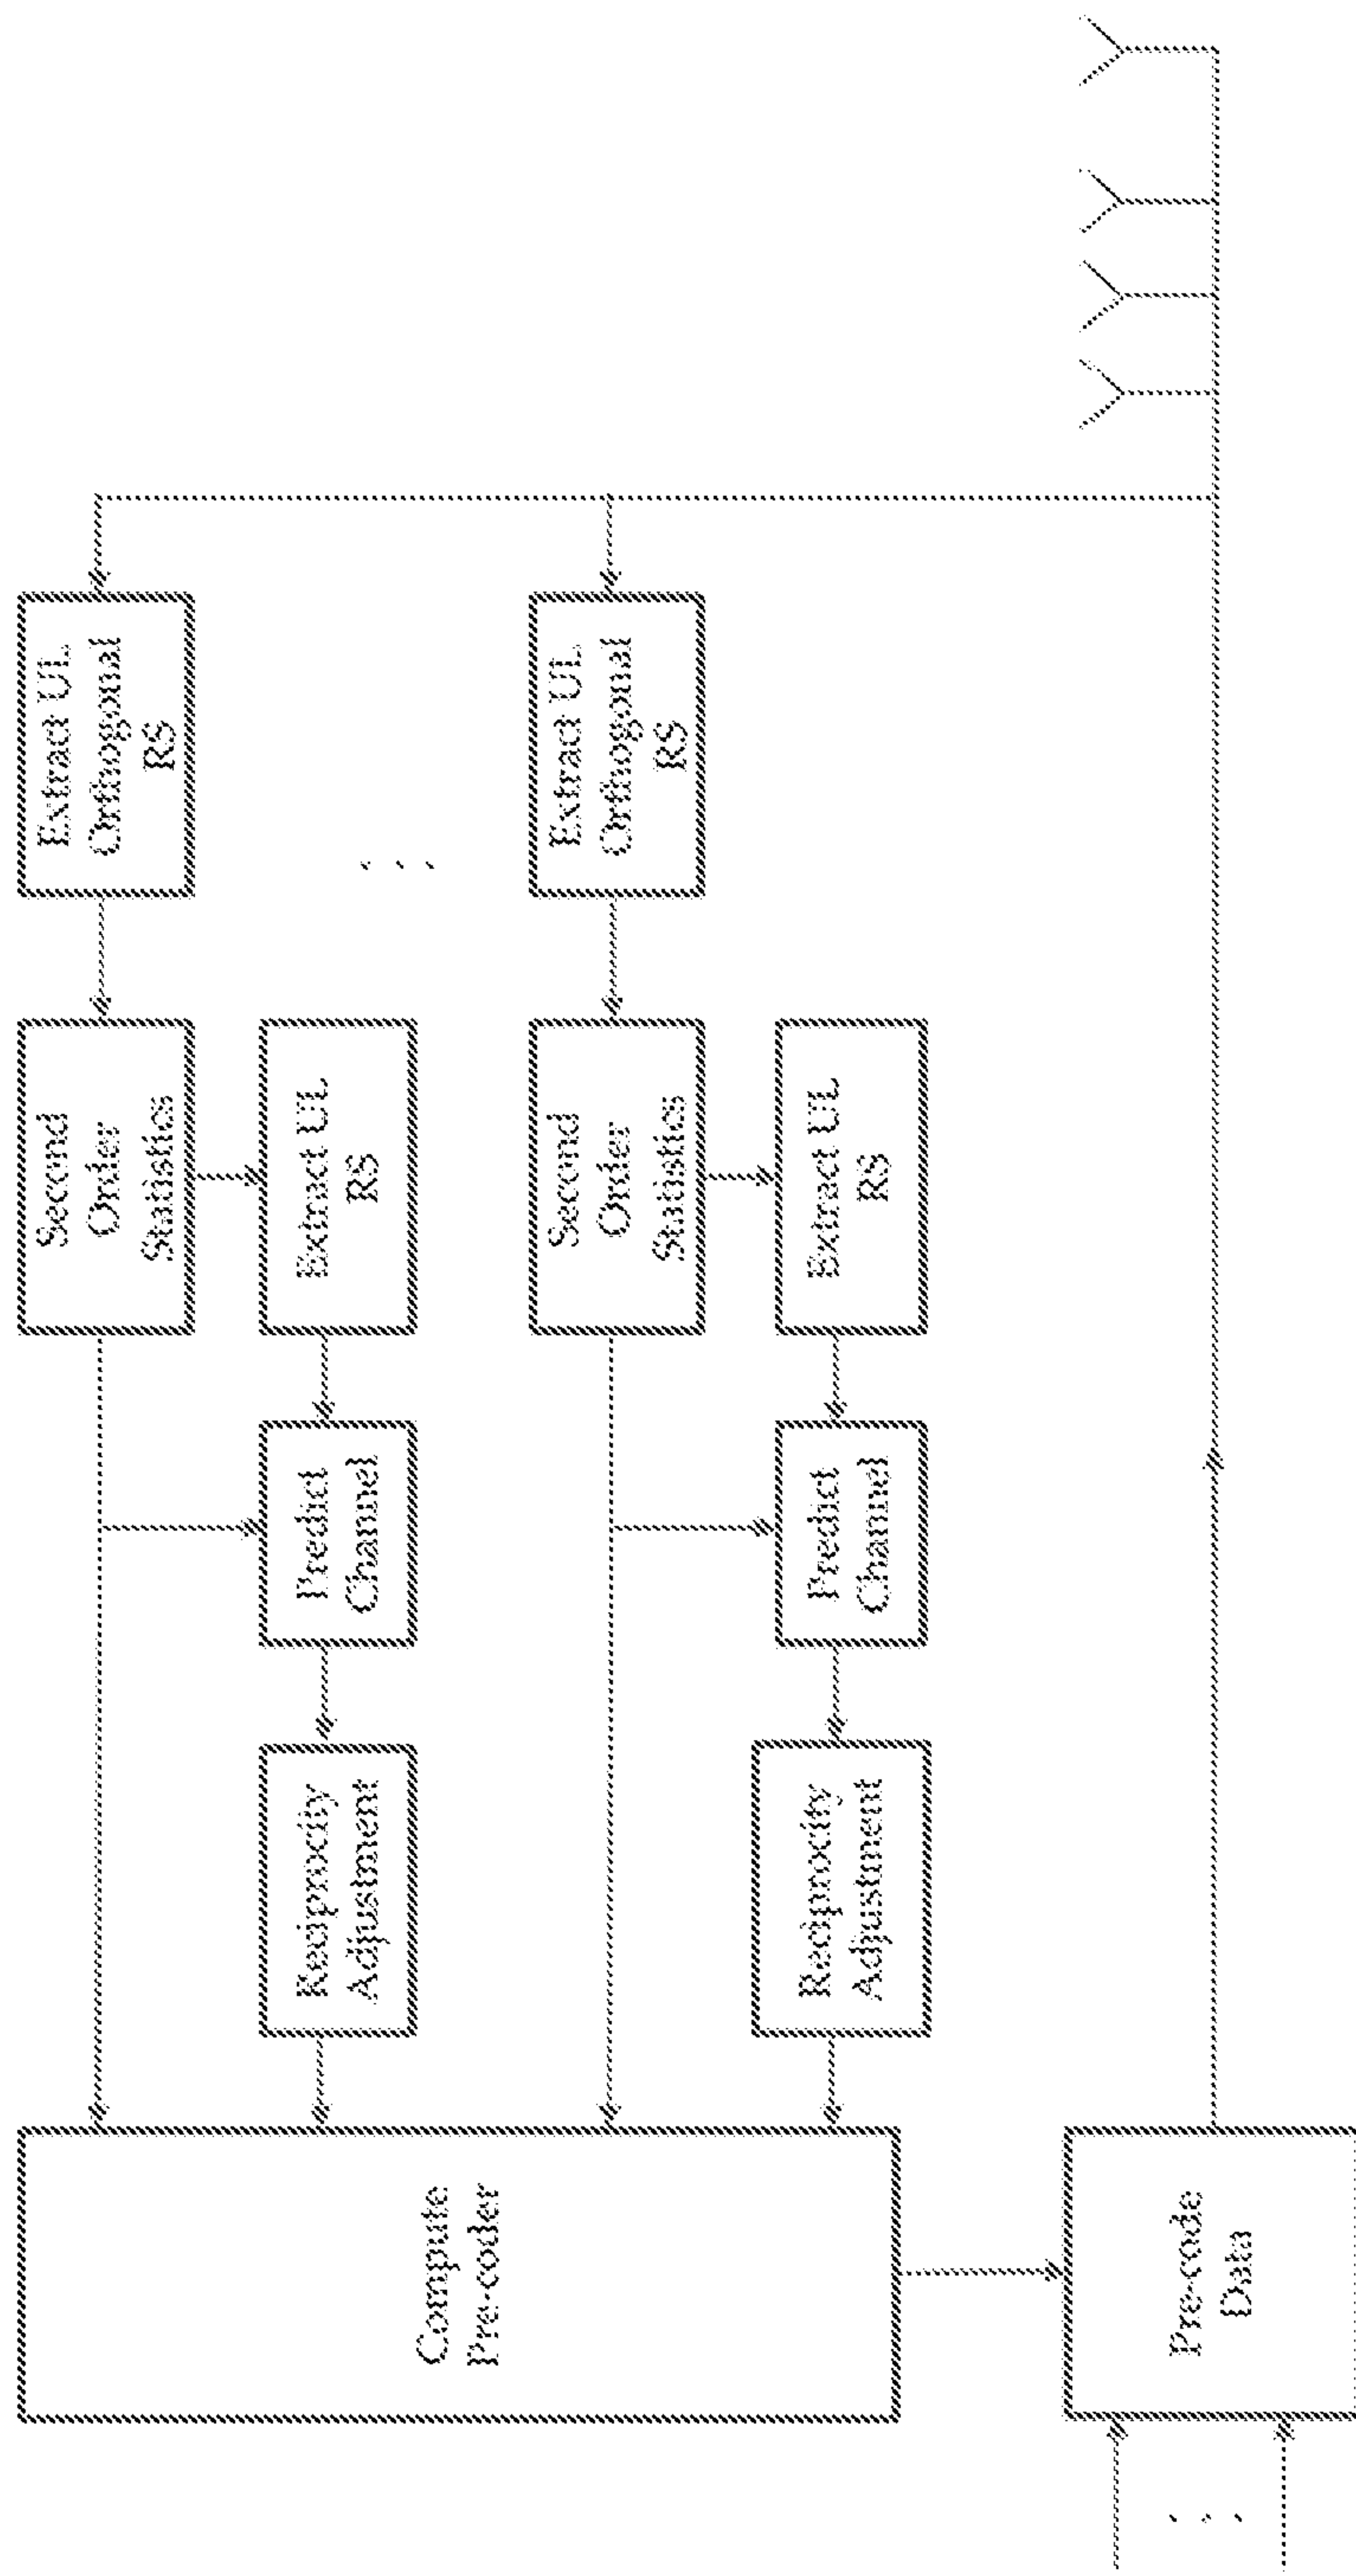 Compute
Pre-coder
Reciprocity
Adjustment
Predict
Channel
Extract UL
RS
Second
Order
Statistics
Extract UL
Orthogonal
RS
Reciprocity
Adjustment
Predict
Channel
Extract UL
RS
Second
Order
Statistics
Extract UL
Orthogonal
RS
Pre-code
Data